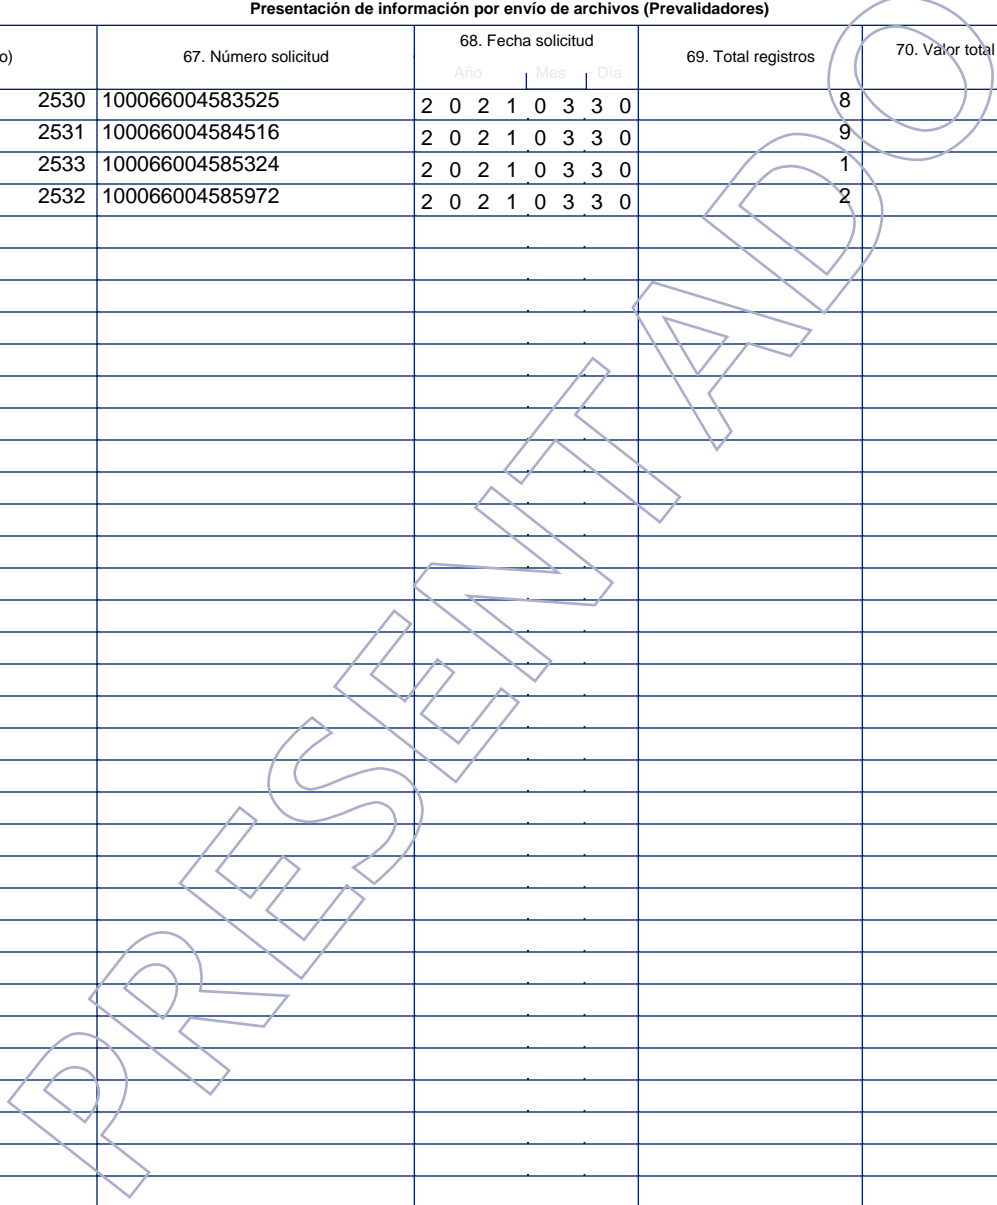 Presentación de información por envío de archivos (Prevalidadores)
o) 67. Número solicitud 68. Fecha solicitud 69. Total registros 70. Valor total
Año Mes Día
2530 100066004583525 2 0 2 1 0 3 3 0 8
2531 100066004584516 2 0 2 1 0 3 3 0 9
2533 100066004585324 2 0 2 1 0 3 3 0 1
2532 100066004585972 2 0 2 1 0 3 3 0 2
PRESENTADO